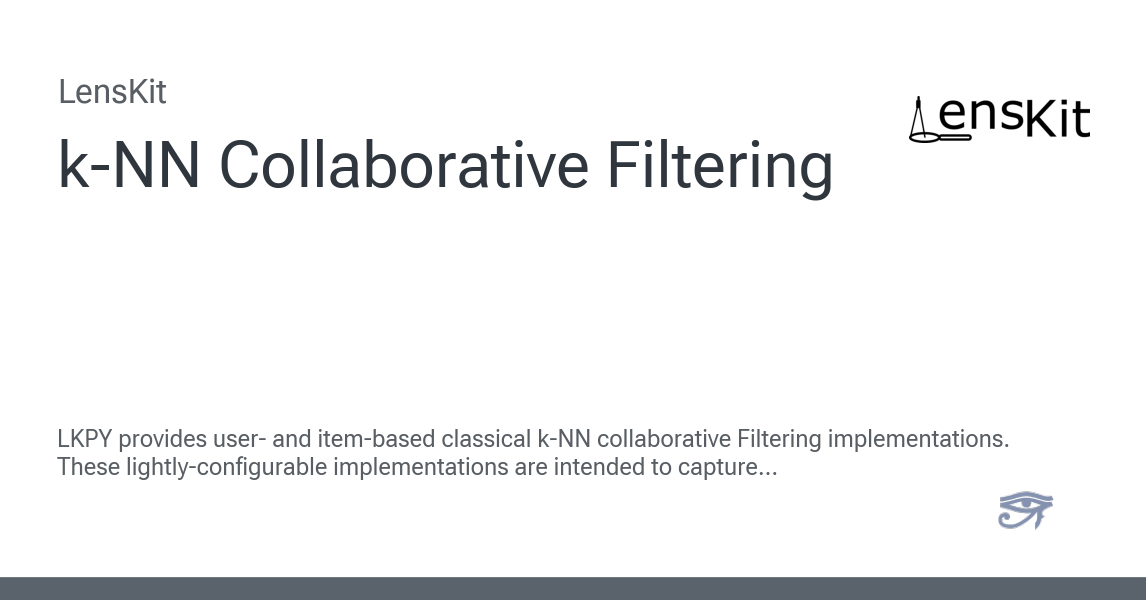 LensKit
LensKit
k-NN Collaborative Filtering
LKPY provides user- and item-based classical k-NN collaborative Filtering implementations.
These lightly-configurable implementations are intended to capture...